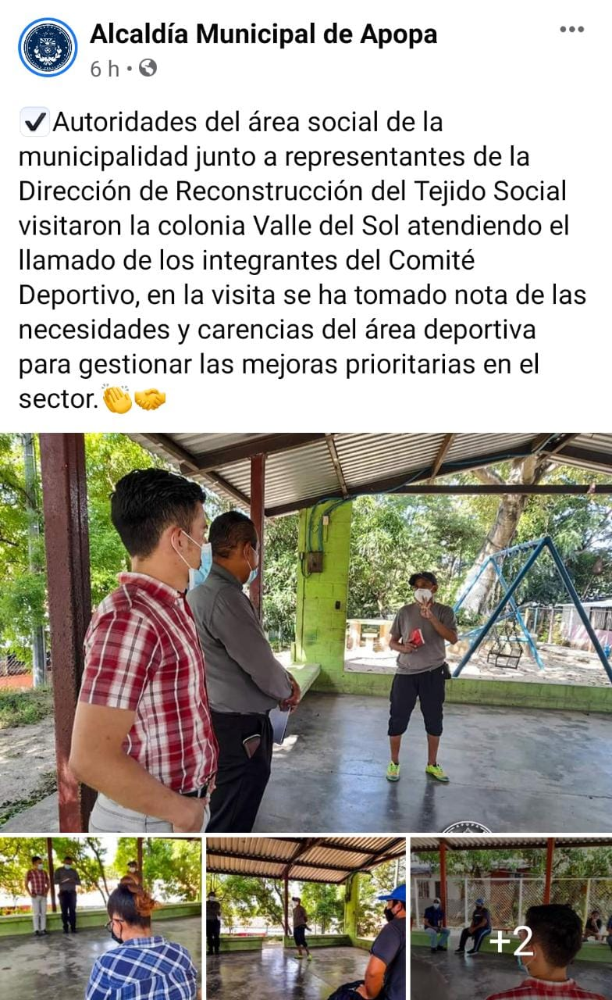 Alcaldía Municipal de Apopa
6 h •
Autoridades del área social de la
municipalidad junto a representantes de la
Dirección de Reconstrucción del Tejido Social
visitaron la colonia Valle del Sol atendiendo el
llamado de los integrantes del Comité
Deportivo, en la visita se ha tomado nota de las
necesidades y carencias del área deportiva
para gestionar las mejoras prioritarias en el
sector.👏🤝
APOPA
+2